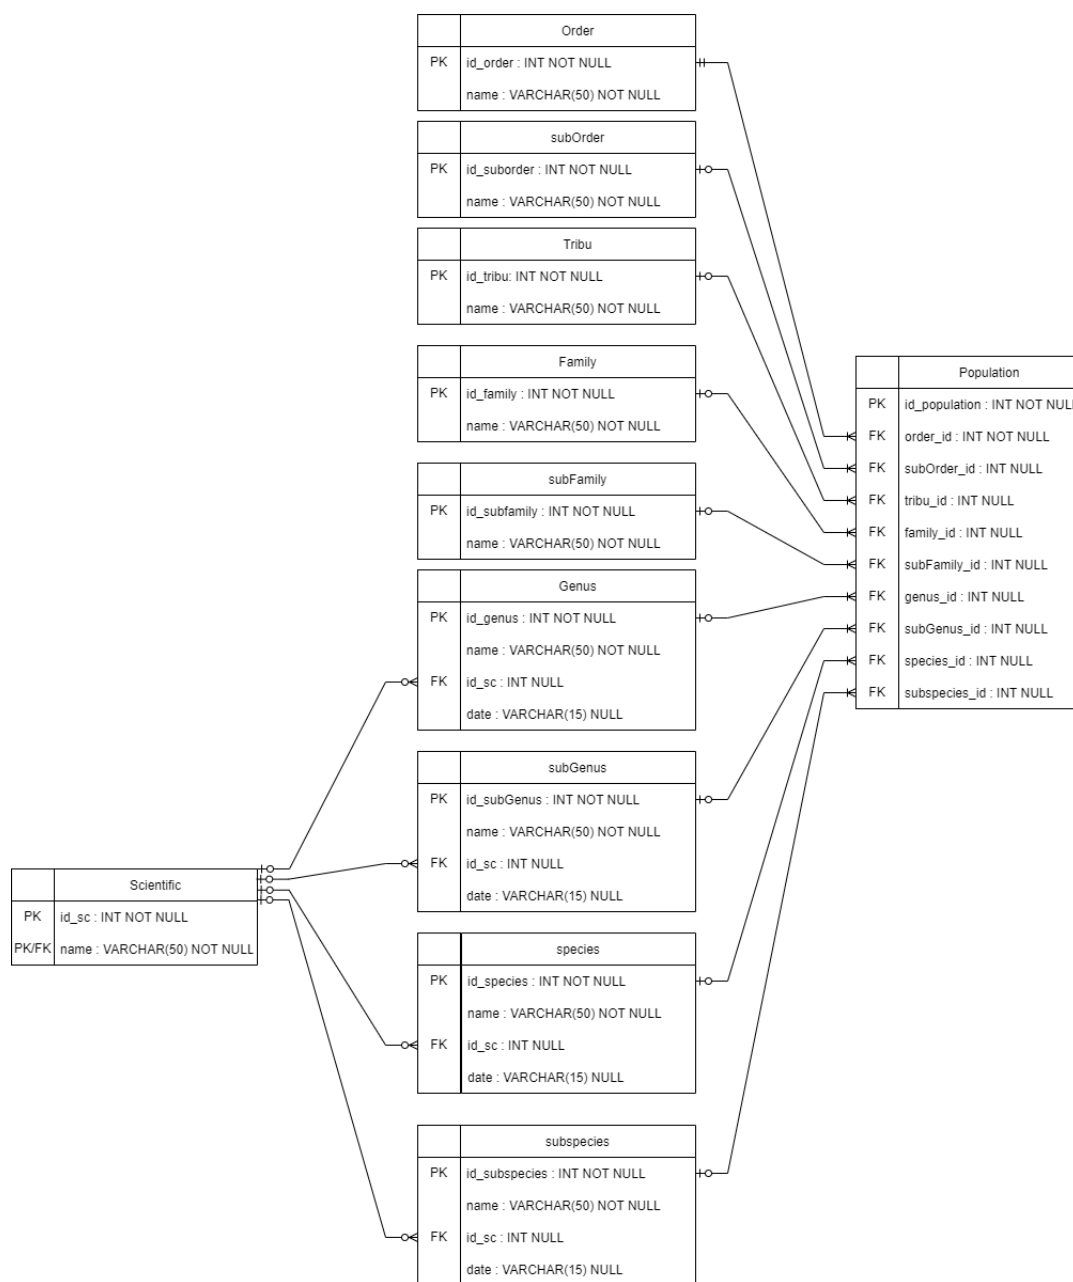 Order
PK id_order : INT NOT NULL
name : VARCHAR(50) NOT NULL
subOrder
PK id_suborder : INT NOT NULL
name : VARCHAR(50) NOT NULL
Tribu
PK id_tribu: INT NOT NULL
name : VARCHAR(50) NOT NULL
Family
PK id_family : INT NOT NULL
name : VARCHAR(50) NOT NULL
subFamily
PK id_subfamily : INT NOT NULL
name : VARCHAR(50) NOT NULL
Genus
PK id_genus : INT NOT NULL
name : VARCHAR(50) NOT NULL
FK id_sc : INT NULL
date : VARCHAR(15) NULL
subGenus
PK id_subGenus : INT NOT NULL
name : VARCHAR(50) NOT NULL
FK id_sc : INT NULL
date : VARCHAR(15) NULL
species
PK id_species : INT NOT NULL
name : VARCHAR(50) NOT NULL
FK id_sc : INT NULL
date : VARCHAR(15) NULL
subspecies
PK id_subspecies : INT NOT NULL
name : VARCHAR(50) NOT NULL
FK id_sc : INT NULL
date : VARCHAR(15) NULL
Scientific
PK id_sc : INT NOT NULL
PK/FK name : VARCHAR(50) NOT NULL
Population
PK id_population : INT NOT NULL
FK order_id : INT NOT NULL
FK subOrder_id : INT NULL
FK tribu_id : INT NULL
FK family_id : INT NULL
FK subFamily_id : INT NULL
FK genus_id : INT NULL
FK subGenus_id : INT NULL
FK species_id : INT NULL
FK subspecies_id : INT NULL